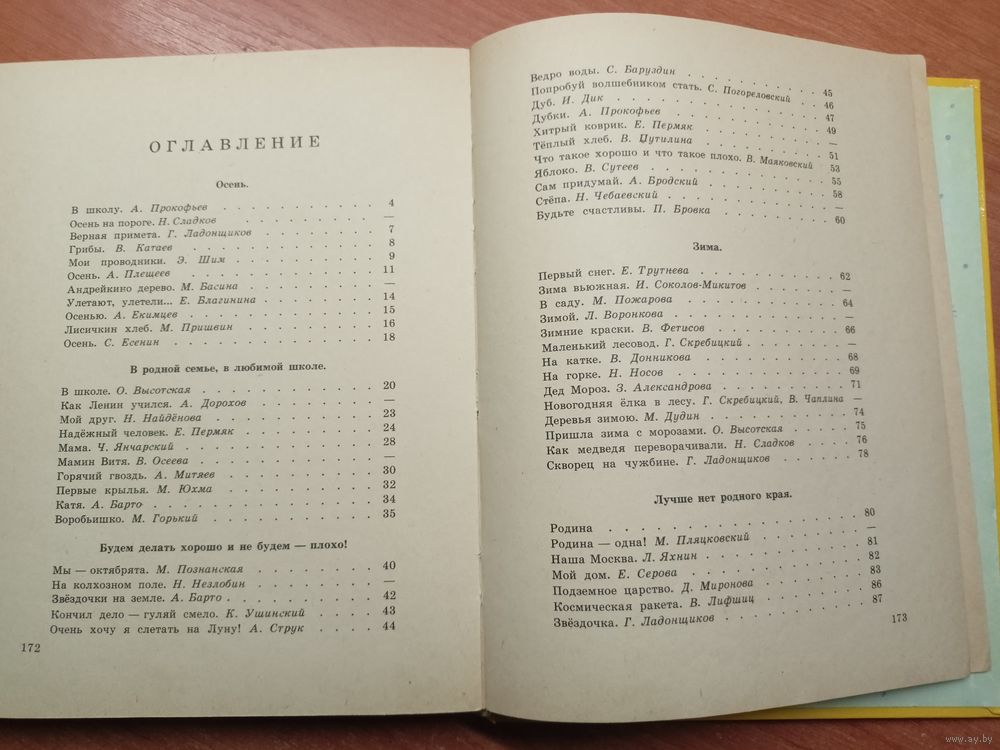 ОГЛАВЛЕНИЕ
Осень.
В школу. А. Прокофьев . . . . . . . . . . 4
Осень на пороге. Н. Сладков . . . . . . . . —
Верная примета. Г. Ладонщиков . . . . . . . 7
Грибы. В. Катаев . . . . . . . . . . . 8
Мои проводники. Э. Шим . . . . . . . . . 9
Осень. А. Плещеев . . . . . . . . . . . 11
Андрейкино дерево. М. Басина . . . . . . . —
Улетают, улетели... Е. Благинина . . . . . . . 14
Осенью. А. Екимцев . . . . . . . . . . 15
Лисичкин хлеб. М. Пришвин . . . . . . . . 16
Осень. С. Есенин . . . . . . . . . . . 18
В родной семье, в любимой школе.
В школе. О. Высотская . . . . . . . . . . 20
Как Ленин учился. А. Дорохов . . . . . . . —
Мой друг. Н. Найдёнова . . . . . . . . . 23
Надёжный человек. Е. Пермяк . . . . . . . . 24
Мама. Ч. Янчарский . . . . . . . . . . 28
Мамин Витя. В. Осеева . . . . . . . . . —
Горячий гвоздь. А. Митяев . . . . . . . . 30
Первые крылья. М. Юхма . . . . . . . . . 32
Катя. А. Барто . . . . . . . . . . . . 34
Воробьишко. М. Горький . . . . . . . . . 35
Будем делать хорошо и не будем — плохо!
Мы — октябрята. М. Познанская . . . . . . . 40
На колхозном поле. Н. Незлобин . . . . . . . —
Звёздочки на земле. А. Барто . . . . . . . . 42
Кончил дело — гуляй смело. К. Ушинский . . . . 43
Очень хочу я слетать на Луну! А. Струк . . . . 44
172
Ведро воды. С. Баруздин . . . . . . . . . 45
Попробуй волшебником стать. С. Погореловский . . 46
Дуб. И. Дик . . . . . . . . . . . . 47
Дубки. А. Прокофьев . . . . . . . . . . 49
Хитрый коврик. Е. Пермяк . . . . . . . . —
Тёплый хлеб. В. Цутилина . . . . . . . . 51
Что такое хорошо и что такое плохо. В. Маяковский 53
Яблоко. В. Сутеев . . . . . . . . . . . 55
Сам придумай. А. Бродский . . . . . . . . 58
Стёпа. Н. Чебаевский . . . . . . . . . . —
Будьте счастливы. П. Бровка . . . . . . . . 60
Зима.
Первый снег. Е. Трутнева . . . . . . . . . 62
Зима вьюжная. И. Соколов-Микитов . . . . . . —
В саду. М. Пожарова . . . . . . . . . . 64
Зимой. Л. Воронкова . . . . . . . . . . —
Зимние краски. В. Фетисов . . . . . . . . 66
Маленький лесовод. Г. Скребицкий . . . . . . —
На катке. В. Донникова . . . . . . . . . 68
На горке. Н. Носов . . . . . . . . . . 69
Дед Мороз. З. Александрова . . . . . . . . 71
Новогодняя ёлка в лесу. Г. Скребицкий, В. Чаплина —
Деревья зимою. М. Дудин . . . . . . . . . 74
Пришла зима с морозами. О. Высотская . . . . . 75
Как медведя переворачивали. Н. Сладков . . . . 76
Скворец на чужбине. Г. Ладонщиков . . . . . . 78
Лучше нет родного края.
Родина . . . . . . . . . . . . . . 80
Родина — одна! М. Пляцковский . . . . . . . —
Наша Москва. Л. Яхнин . . . . . . . . . 81
Мой дом. Е. Серова . . . . . . . . . . 82
Подземное царство. Д. Миронова . . . . . . . 83
Космическая ракета. В. Лифшиц . . . . . . . 86
Звёздочка. Г. Ладонщиков . . . . . . . . 87
173
www.ay.by